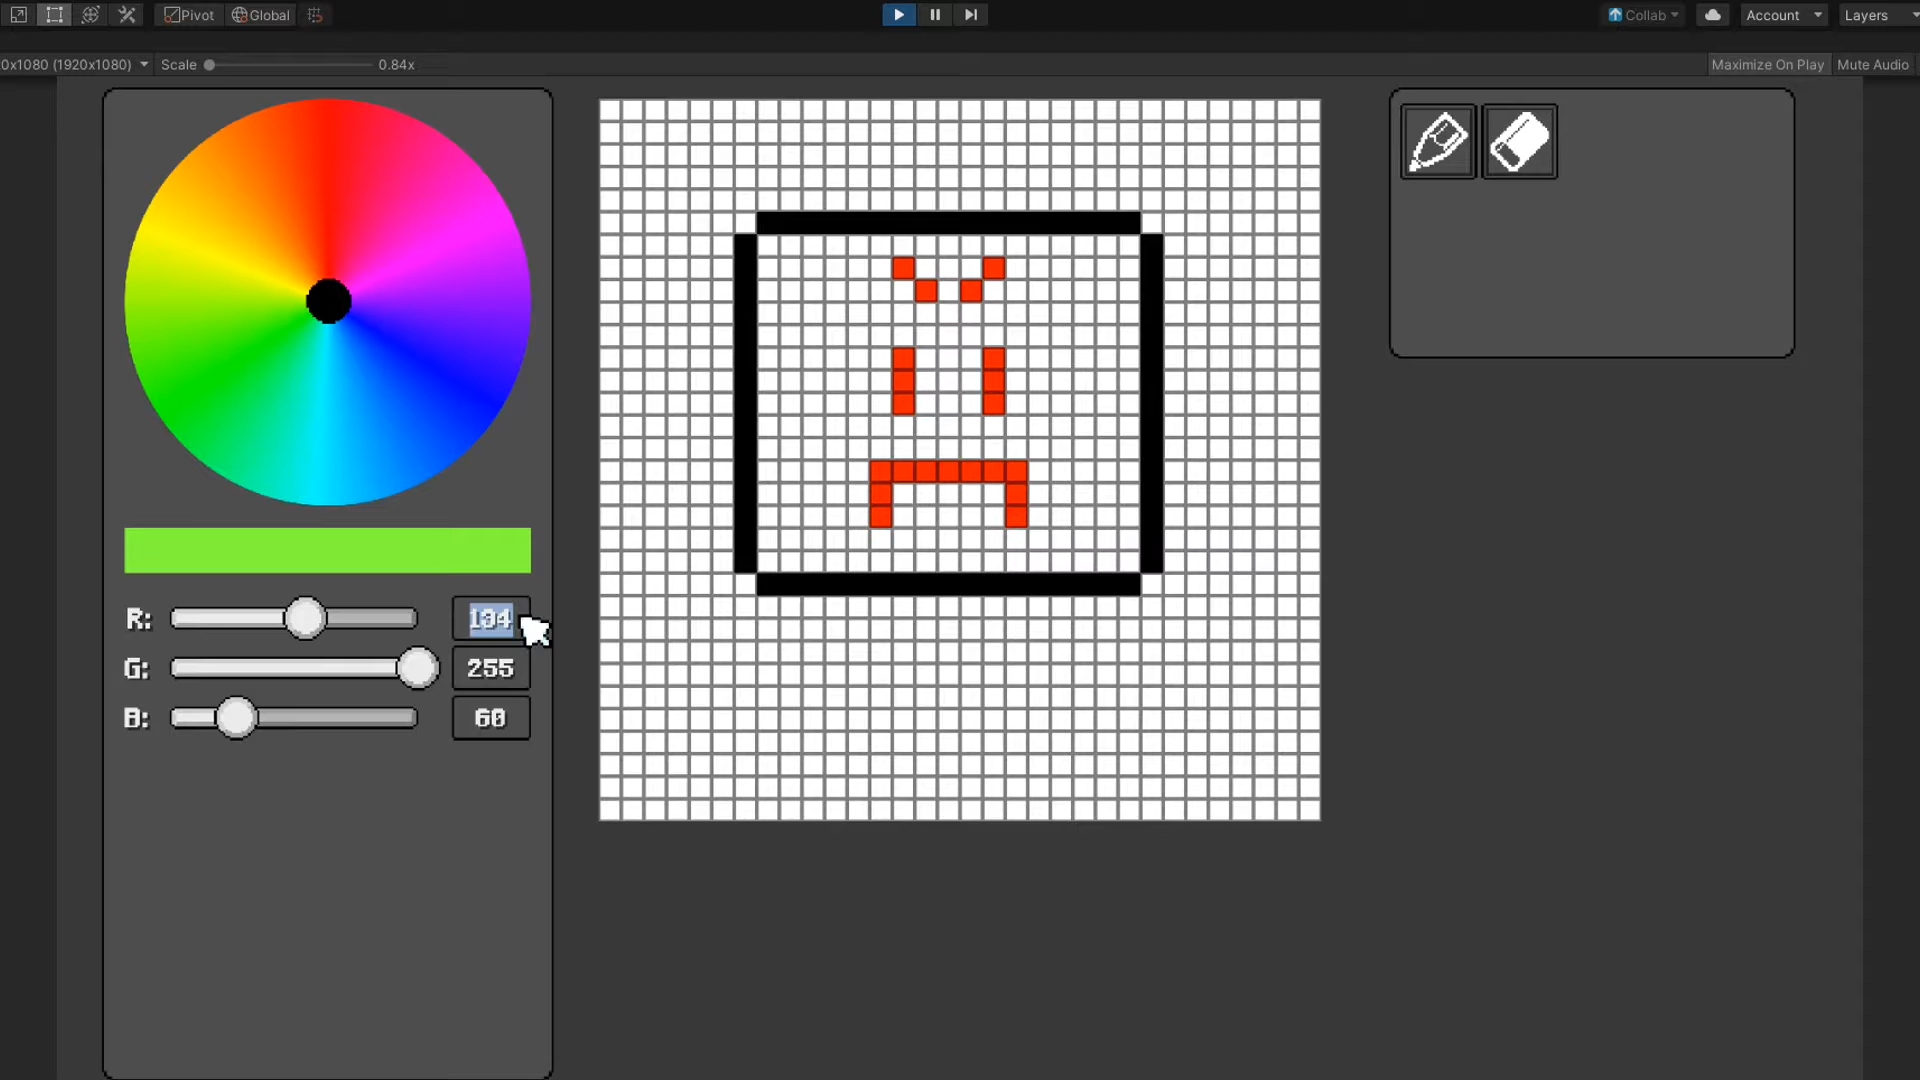 Pivot
Global
Collab
Account
Layers
0x1080 (1920x1080)
Scale
0.84x
Maximize On Play
Mute Audio
R:
134
G:
255
B:
60